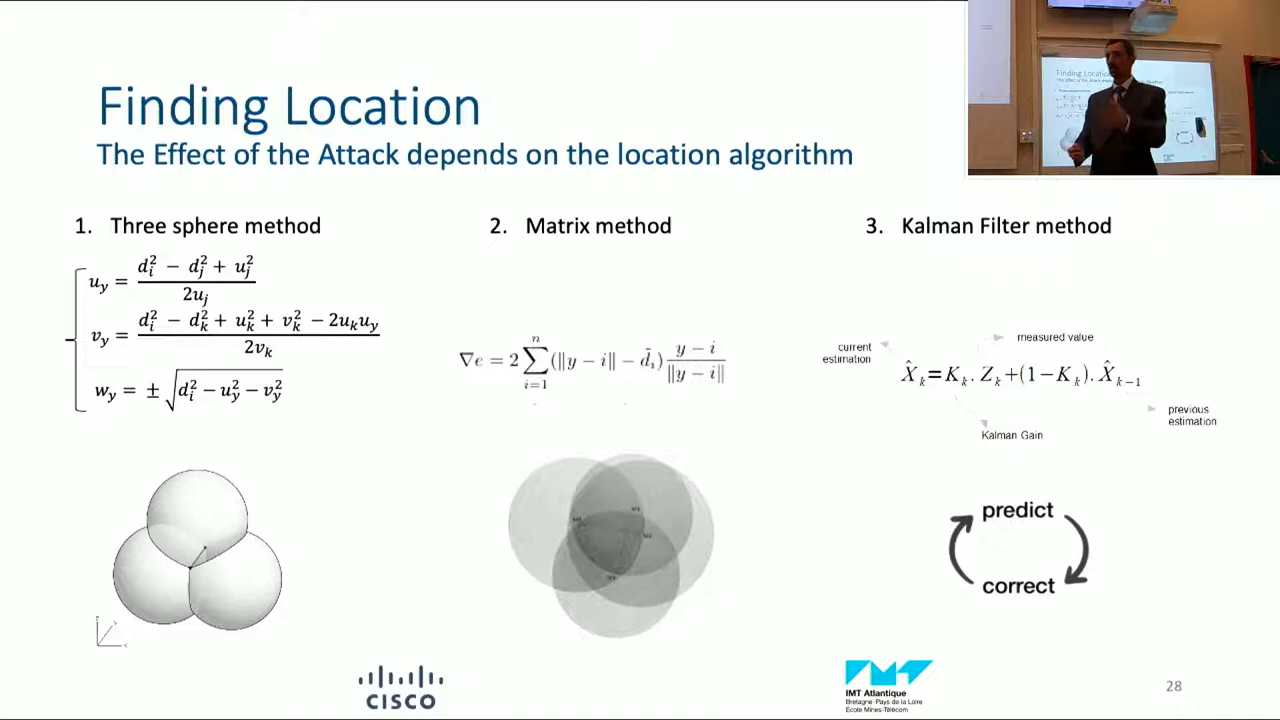 Finding Location
The Effect of the Attack depends on the location algorithm
1. Three sphere method
u_y = (d_i^2 − d_j^2 + u_j^2) / 2u_j
v_y = (d_i^2 − d_k^2 + u_k^2 + v_k^2 − 2u_k u_y) / 2v_k
w_y = ± √(d_i^2 − u_y^2 − v_y^2)
2. Matrix method
∇e = 2 ∑_{i=1}^{n} (‖y − i‖ − d̄_i) (y − i) / ‖y − i‖
3. Kalman Filter method
measured value
current
estimation
X̂_k = K_k . Z_k + (1 − K_k) . X̂_{k−1}
previous
estimation
Kalman Gain
predict
correct
CISCO
IMT Atlantique
Bretagne-Pays de la Loire
École Mines-Télécom
28
Finding Locatio